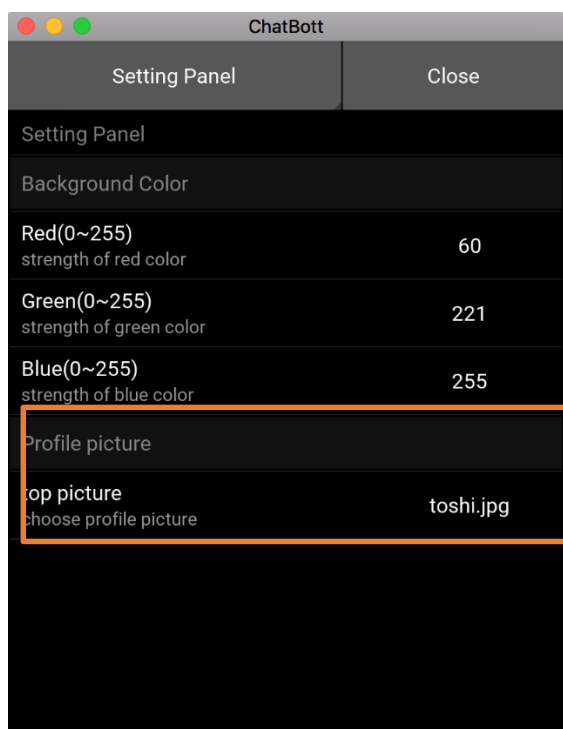 ChatBott
Setting Panel Close
Setting Panel
Background Color
Red(0~255)
strength of red color
60
Green(0~255)
strength of green color
221
Blue(0~255)
strength of blue color
255
Profile picture
top picture
choose profile picture
toshi.jpg